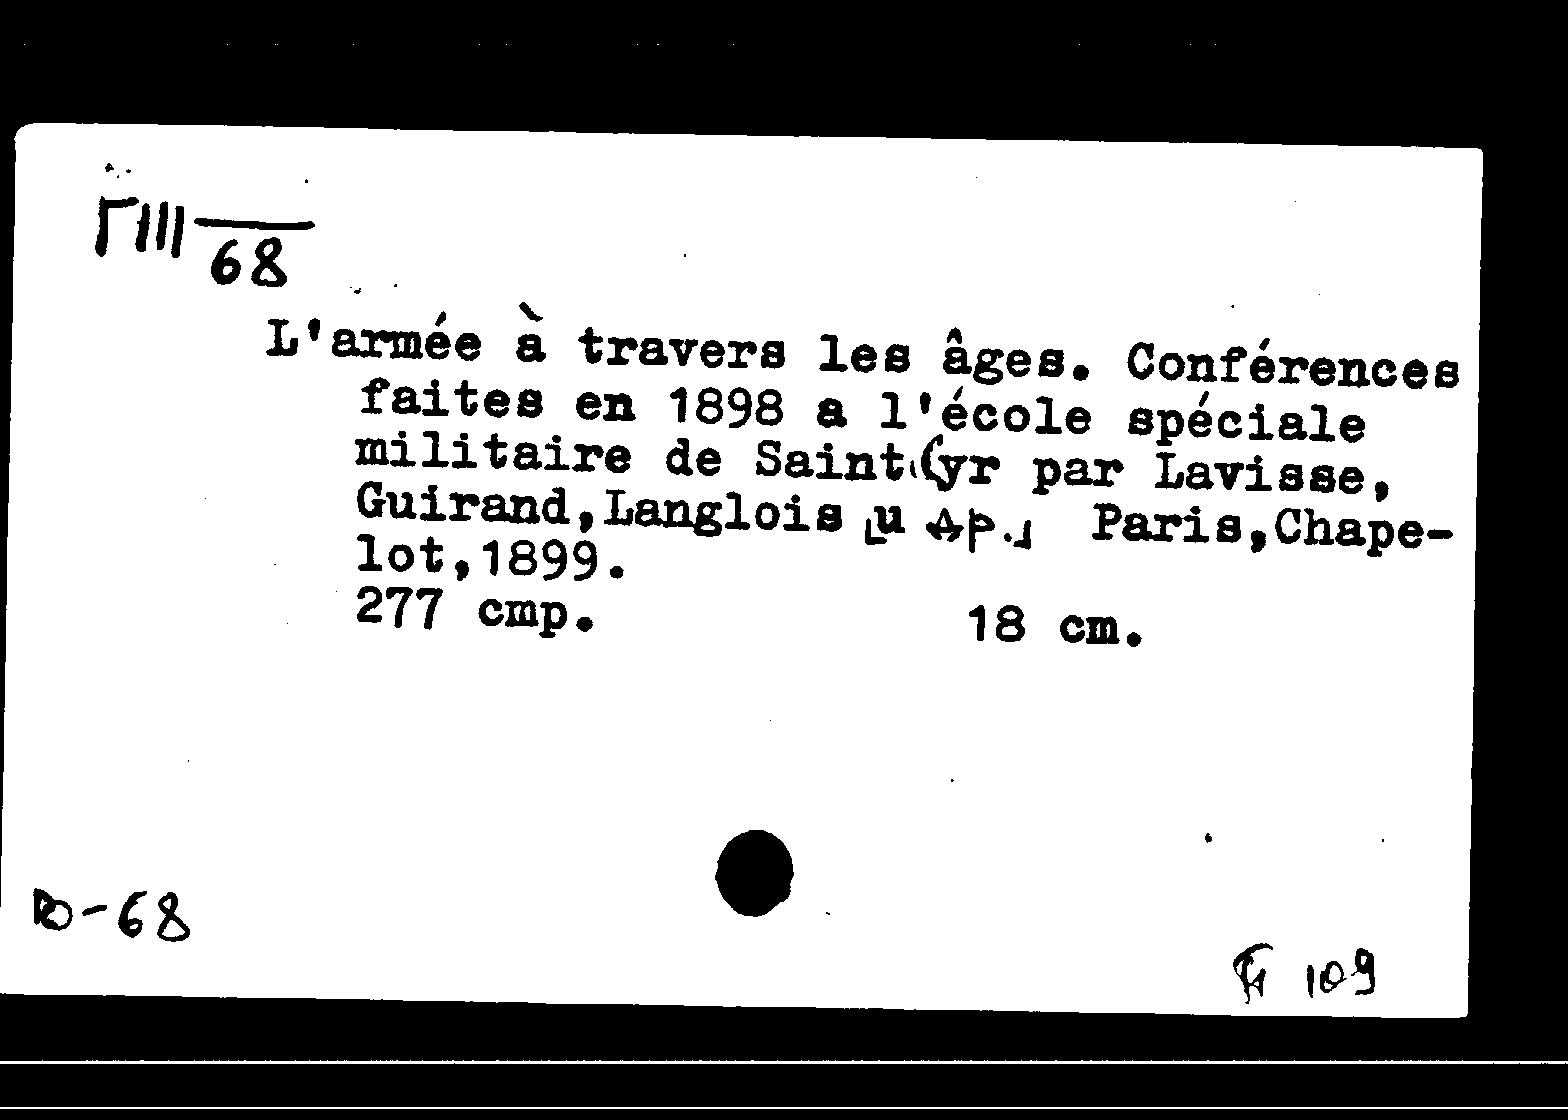 ГIII 68
L'armée à travers les âges. Conférences
faites en 1898 a l'école spéciale
militaire de Saint Cyr par Lavisse,
Guirand,Langlois [и др.] Paris,Chape-
lot,1899.
277 стр. 18 cm.
Ю-68
109